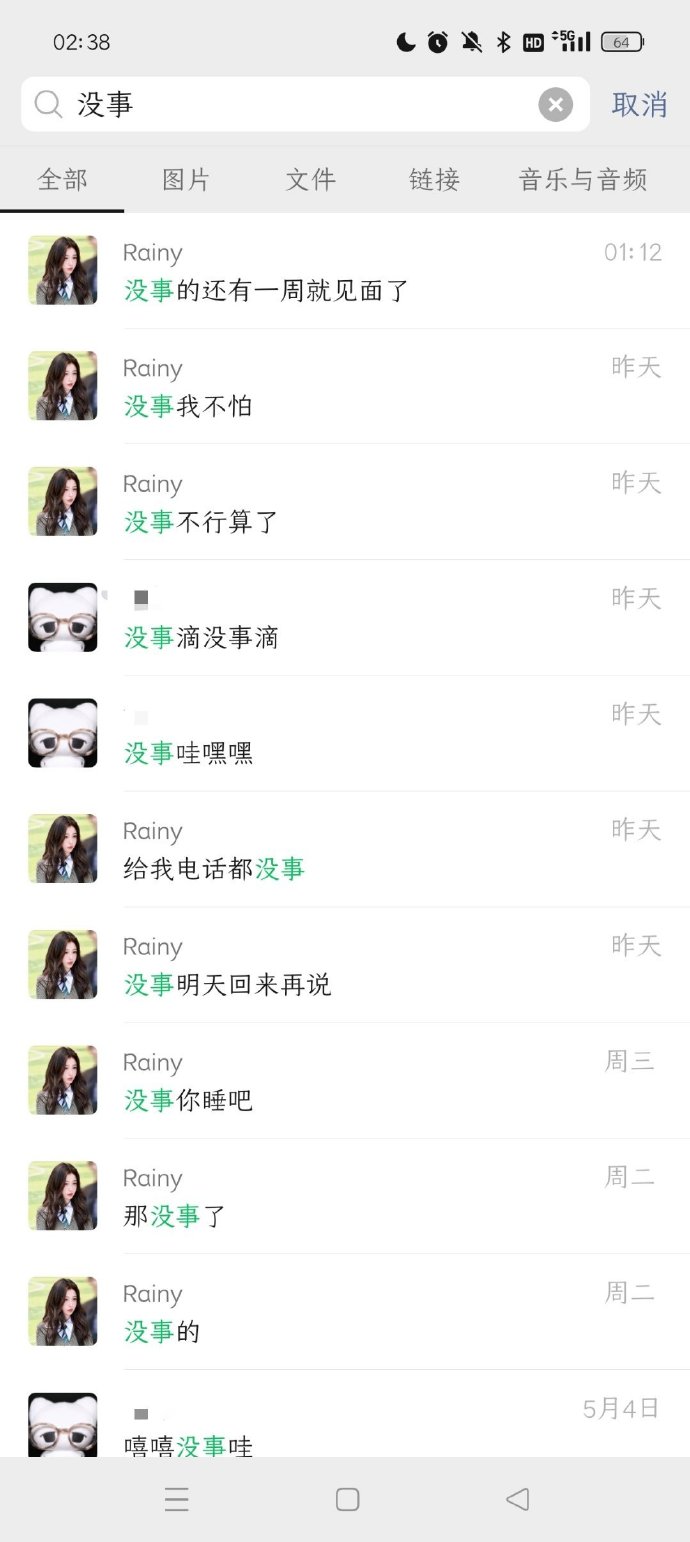 02:38
HD 5G 64
没事
取消
全部 图片 文件 链接 音乐与音频
Rainy 01:12
没事的还有一周就见面了
Rainy 昨天
没事我不怕
Rainy 昨天
没事不行算了
昨天
没事滴没事滴
昨天
没事哇嘿嘿
Rainy 昨天
给我电话都没事
Rainy 昨天
没事明天回来再说
Rainy 周三
没事你睡吧
Rainy 周二
那没事了
Rainy 周二
没事的
5月4日
嘻嘻没事哇